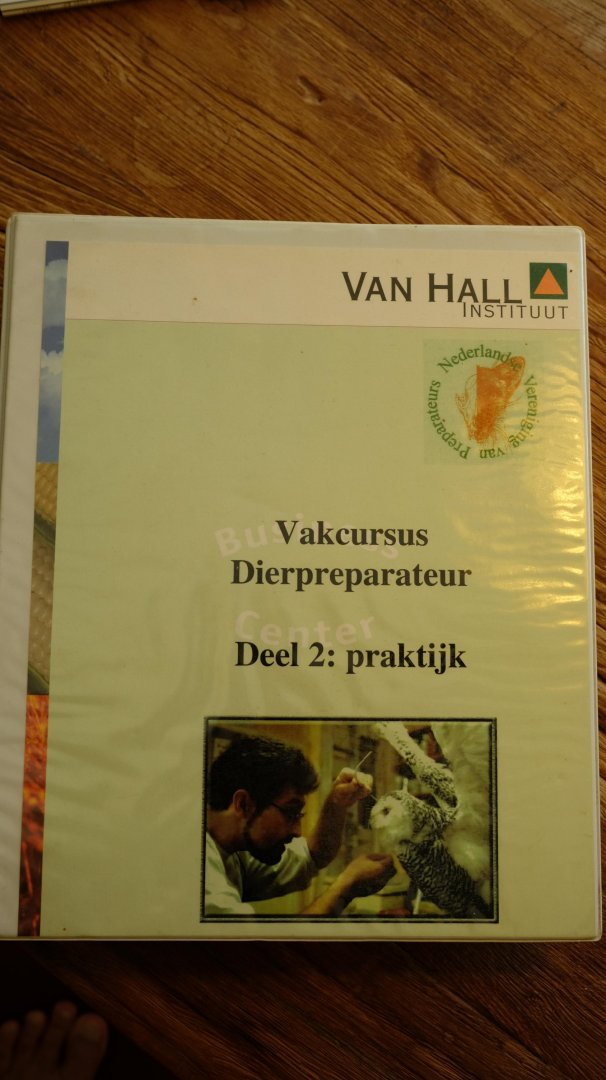 VAN HALL
INSTITUUT
Nederlandse Vereniging van Preparateurs
Business
Vakcursus
Dierpreparateur
Center
Deel 2: praktijk